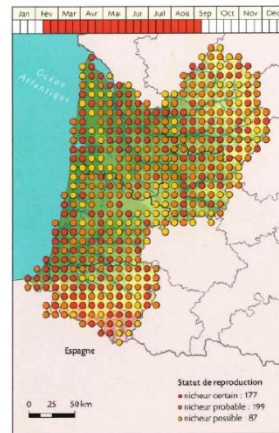 Jan Fév Mar Avr Mai Jui Juil Aoû Sep Oct Nov Déc
Océan
Atlantique
Espagne
Statut de reproduction
nicheur certain : 177
nicheur probable : 199
nicheur possible : 87
0 25 50 km